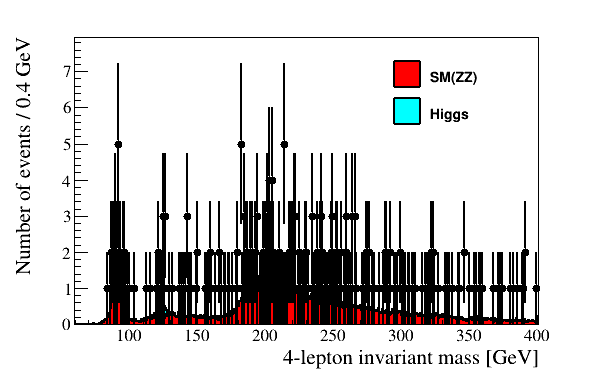 Number of events / 0.4 GeV
7
6
5
4
3
2
1
0
SM(ZZ)
Higgs
100 150 200 250 300 350 400
4-lepton invariant mass [GeV]